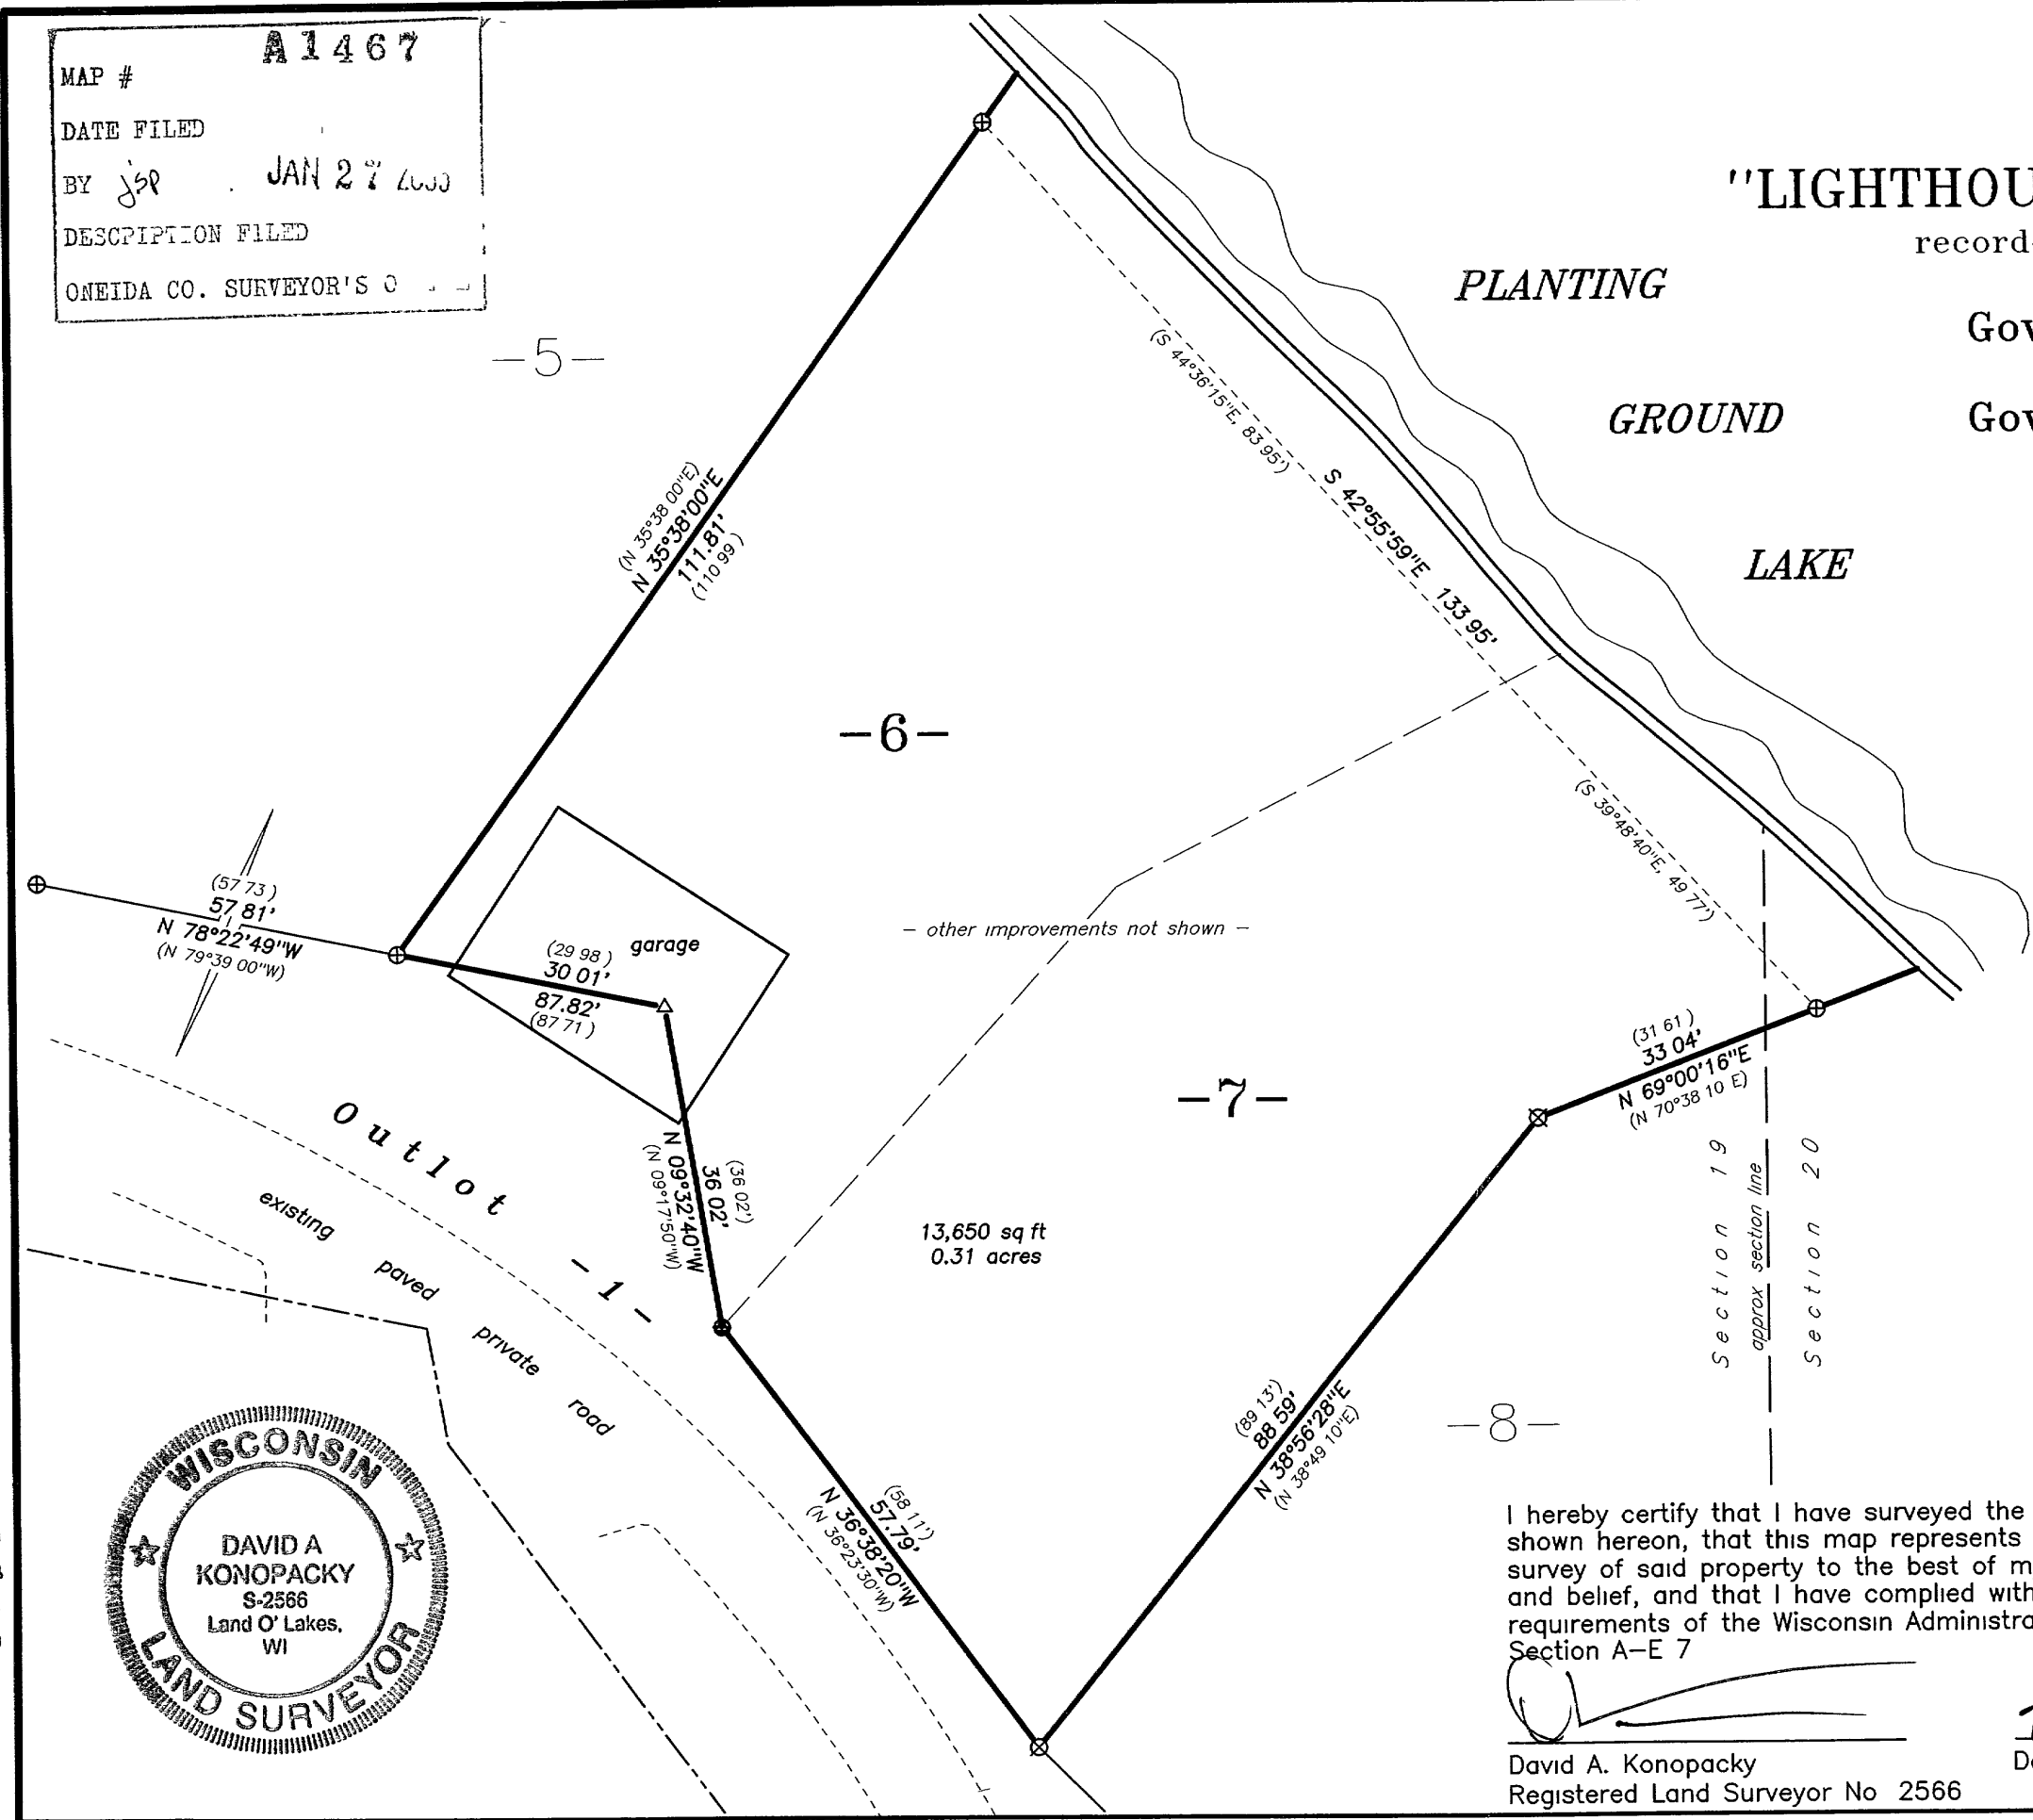 A1467
MAP #
DATE FILED
BY jsp JAN 27
DESCRIPTION FILED
ONEIDA CO. SURVEYOR'S O
"LIGHTHOU
record
PLANTING
Gov
GROUND
Gov
LAKE
-5-
(S 44°36'15"E, 83 95')
S 42°55'59"E 133 95'
(S 39°48'40"E, 49 77')
(N 35°38 00"E)
N 35°38'00"E
111.81'
(110 99)
-6-
(57 73)
57 81'
N 78°22'49"W
(N 79°39 00"W)
(29 98)
30 01'
87.82'
(87 71)
garage
- other improvements not shown -
(31 61)
33 04'
N 69°00'16"E
(N 70°38 10 E)
-7-
Outlot -1-
existing paved private road
(36 02')
36 02'
N 09°32'40"W
(N 09°17'50"W)
13,650 sq ft
0.31 acres
Section 19
approx section line
Section 20
(89 13')
88 59'
N 38°56'28"E
(N 38°49 10"E)
-8-
(58 11')
57.79'
N 36°38'20"W
(N 36°23'30"W)
WISCONSIN
DAVID A
KONOPACKY
S-2566
Land O' Lakes,
WI
LAND SURVEYOR
I hereby certify that I have surveyed the
shown hereon, that this map represents
survey of said property to the best of m
and belief, and that I have complied with
requirements of the Wisconsin Administra
Section A-E 7
David A. Konopacky
Registered Land Surveyor No 2566